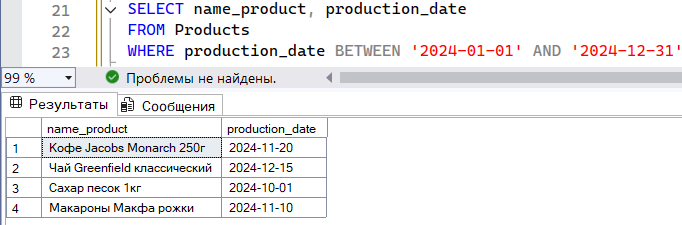 21 SELECT name_product, production_date
22 FROM Products
23 WHERE production_date BETWEEN '2024-01-01' AND '2024-12-31'
99 % Проблемы не найдены.
Результаты Сообщения
name_product production_date
1 Кофе Jacobs Monarch 250г 2024-11-20
2 Чай Greenfield классический 2024-12-15
3 Сахар песок 1кг 2024-10-01
4 Макароны Макфа рожки 2024-11-10